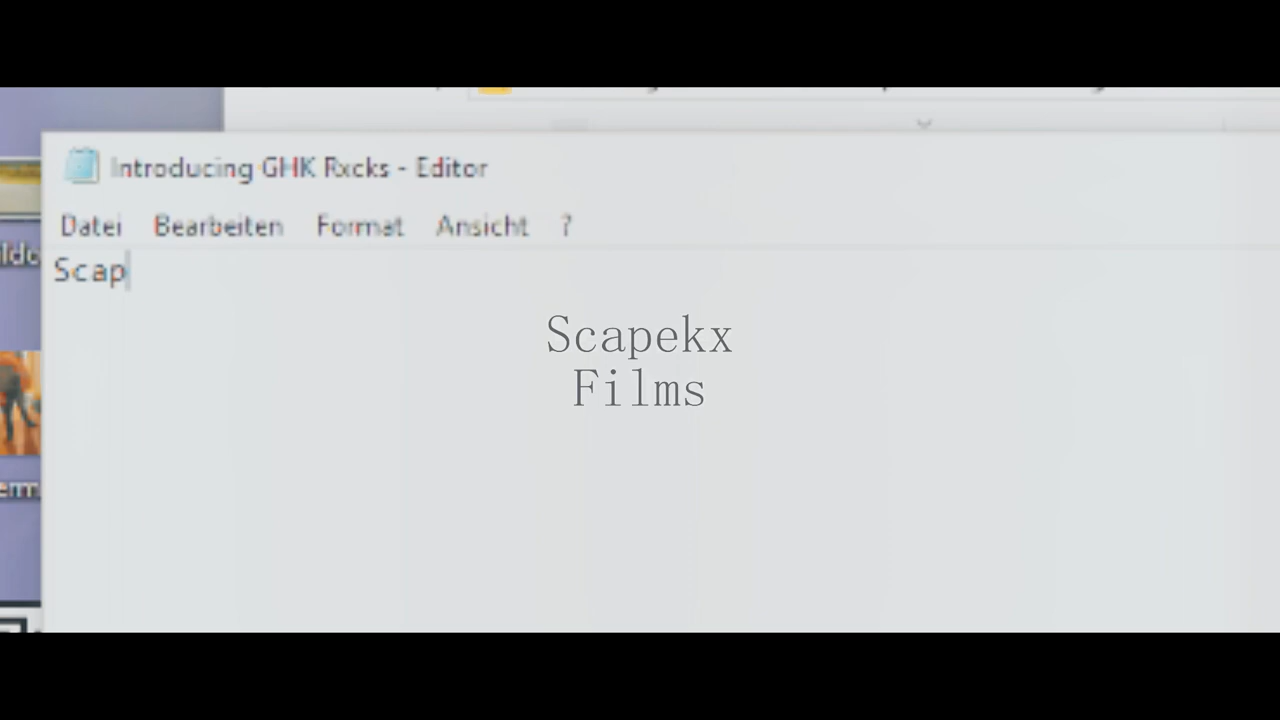 Introducing GHK Rxcks - Editor
Datei Bearbeiten Format Ansicht ?
Scap
Scapekx
Films